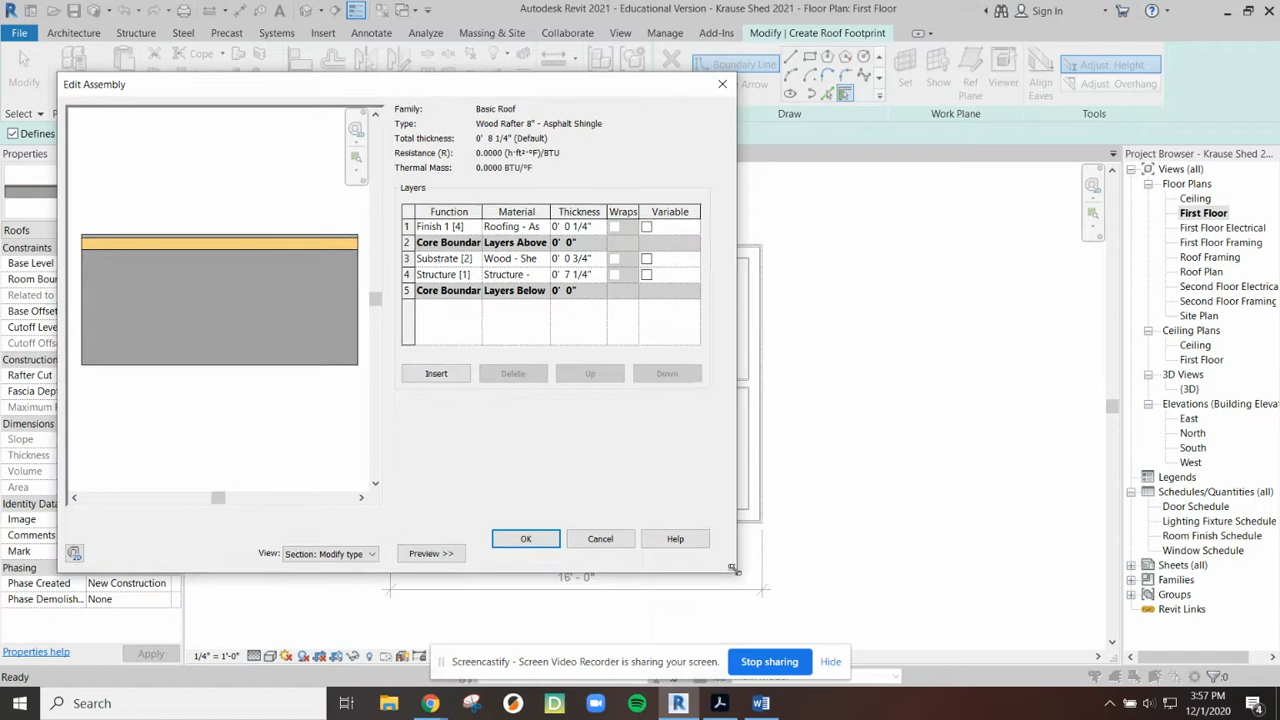 Autodesk Revit 2021 - Educational Version - Krause Shed 2021 - Floor Plan: First Floor
Sign In
File Architecture Structure Steel Precast Systems Insert Annotate Analyze Massing & Site Collaborate View Manage Add-Ins Modify | Create Roof Footprint
Modify
Cope
Boundary Line
Arrow
Set
Show
Ref Plane
Viewer
Align Eaves
Adjust Height
Adjust Overhang
Select
Draw
Work Plane
Tools
Defines
Properties
Roofs
Constraints
Base Level
Related to
Base Offset
Cutoff Level
Cutoff Offs
Construction
Rafter Cut
Fascia Dep
Maximum
Dimensions
Slope
Thickness
Volume
Area
Identity Data
Image
Comments
Mark
Phasing
Phase Created New Construction
Phase Demolish... None
Properties help
Apply
Edit Assembly
Family: Basic Roof
Type: Wood Rafter 8" - Asphalt Shingle
Total thickness: 0' 8 1/4" (Default)
Resistance (R): 0.0000 (h·ft²·°F)/BTU
Thermal Mass: 0.0000 BTU/°F
Layers
Function Material Thickness Wraps Variable
1 Finish 1 [4] Roofing - As 0' 0 1/4"
2 Core Boundar Layers Above 0' 0"
3 Substrate [2] Wood - She 0' 0 3/4"
4 Structure [1] Structure - 0' 7 1/4"
5 Core Boundar Layers Below 0' 0"
Insert Delete Up Down
OK Cancel Help
View: Section: Modify type Preview >>
16' - 0"
Project Browser - Krause Shed 2...
Views (all)
Floor Plans
Ceiling
First Floor
First Floor Electrical
First Floor Framing
Roof Framing
Roof Plan
Second Floor Electrica
Second Floor Framing
Site Plan
Ceiling Plans
Ceiling
First Floor
3D Views
{3D}
Elevations (Building Eleva
East
North
South
West
Legends
Schedules/Quantities (all)
Door Schedule
Lighting Fixture Schedule
Room Finish Schedule
Window Schedule
Sheets (all)
Families
Groups
Revit Links
1/4" = 1'-0"
Screencastify - Screen Video Recorder is sharing your screen. Stop sharing Hide
Ready
:0
Search
3:57 PM
12/1/2020